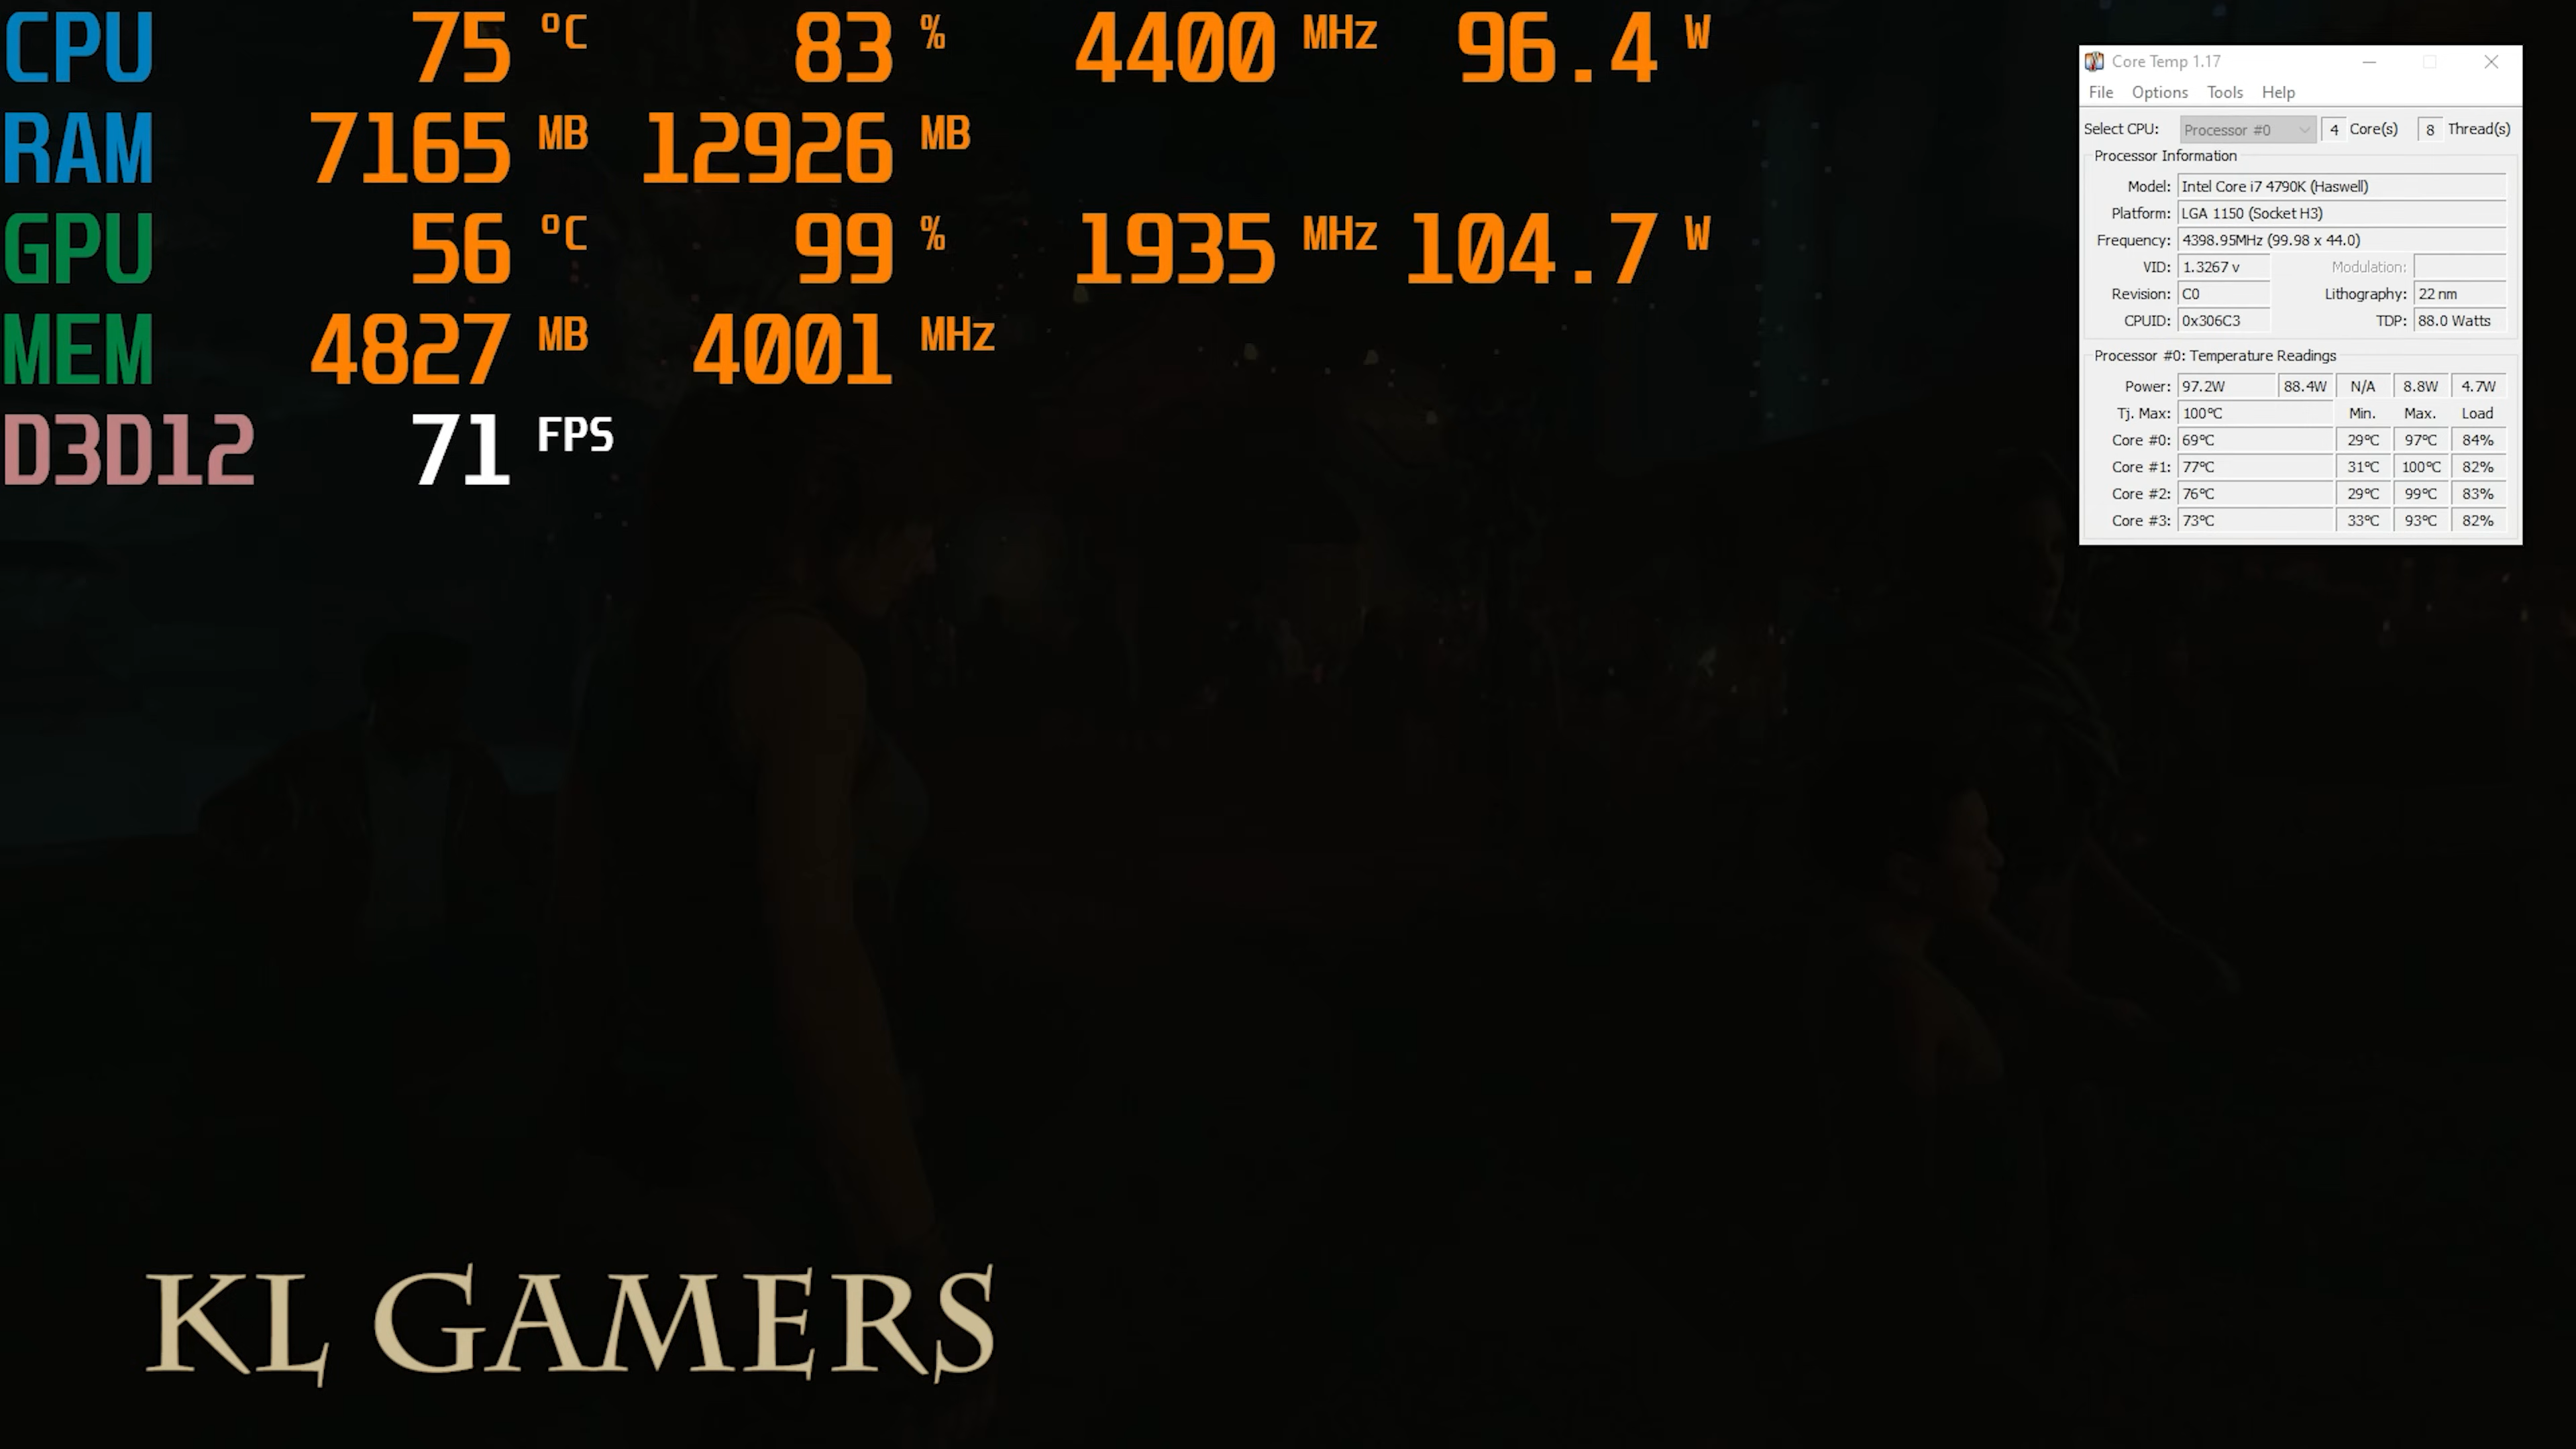 CPU 75 °C 83 % 4400 MHz 96.4 W
RAM 7165 MB 12926 MB
GPU 56 °C 99 % 1935 MHz 104.7 W
MEM 4827 MB 4001 MHz
D3D12 71 FPS
Core Temp 1.17
File Options Tools Help
Select CPU: Processor #0 4 Core(s) 8 Thread(s)
Processor Information
Model: Intel Core i7 4790K (Haswell)
Platform: LGA 1150 (Socket H3)
Frequency: 4398.95MHz (99.98 x 44.0)
VID: 1.3267 v Modulation:
Revision: C0 Lithography: 22 nm
CPUID: 0x306C3 TDP: 88.0 Watts
Processor #0: Temperature Readings
Power: 97.2W 88.4W N/A 8.8W 4.7W
Tj. Max: 100°C Min. Max. Load
Core #0: 69°C 29°C 97°C 84%
Core #1: 77°C 31°C 100°C 82%
Core #2: 76°C 29°C 99°C 83%
Core #3: 73°C 33°C 93°C 82%
KL GAMERS